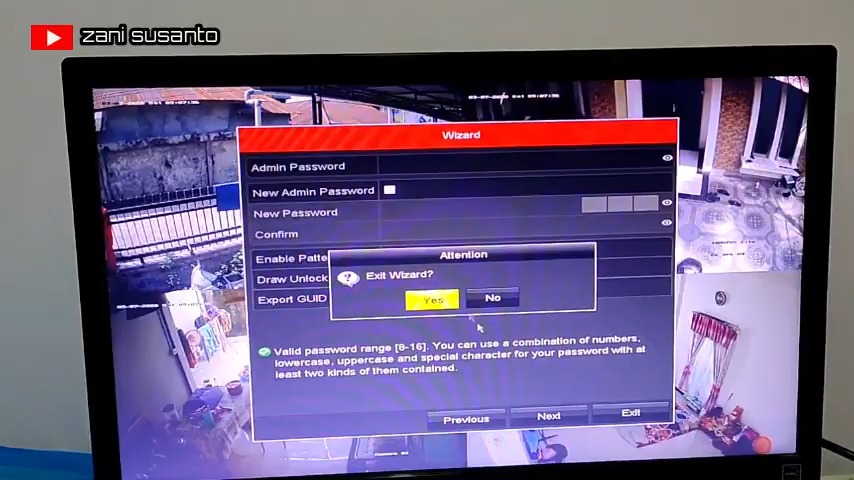 zani susanto
Wizard
Admin Password
New Admin Password
New Password
Confirm
Enable Patte
Draw Unlock
Export GUID
Attention
Exit Wizard?
Yes
No
Valid password range [8-16]. You can use a combination of numbers,
lowercase, uppercase and special character for your password with at
least two kinds of them contained.
Previous
Next
Exit